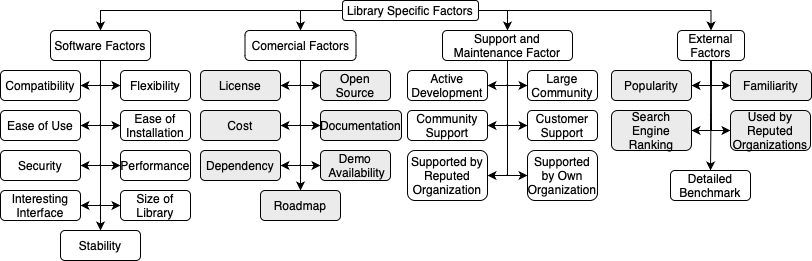 Library Specific Factors
Software Factors
Comercial Factors
Support and
Maintenance Factor
External
Factors
Compatibility
Flexibility
Ease of Use
Ease of
Installation
Security
Performance
Interesting
Interface
Size of
Library
Stability
License
Open
Source
Cost
Documentation
Dependency
Demo
Availability
Roadmap
Active
Development
Large
Community
Community
Support
Customer
Support
Supported by
Reputed
Organization
Supported
by Own
Organization
Popularity
Familiarity
Search
Engine
Ranking
Used by
Reputed
Organizations
Detailed
Benchmark